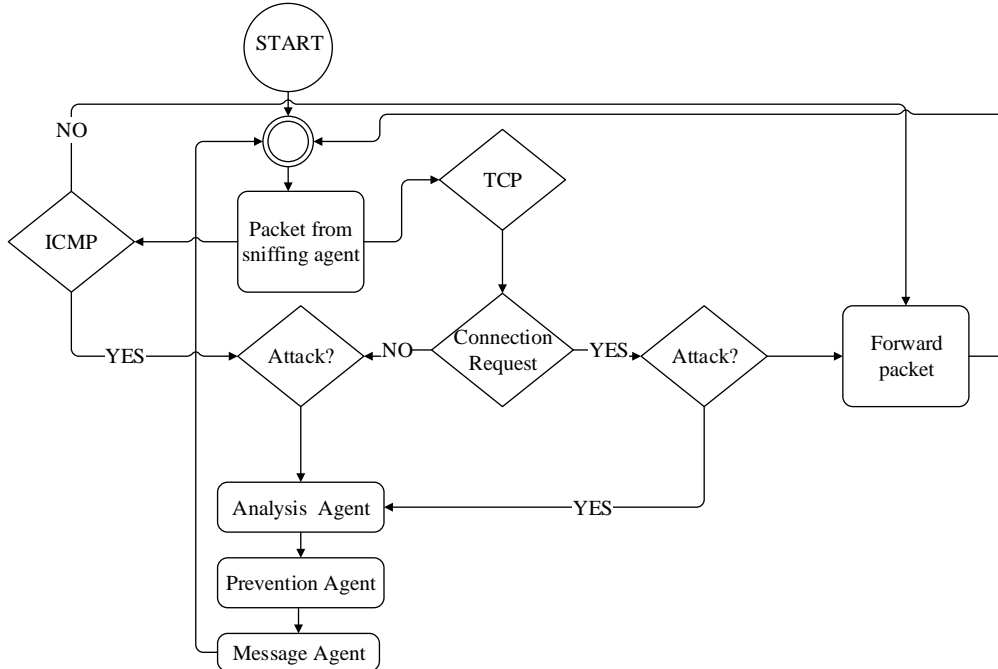 START
NO
TCP
Packet from
sniffing agent
ICMP
Connection
Request
YES
Attack?
NO
YES
Attack?
Forward
packet
Analysis Agent
YES
Prevention Agent
Message Agent